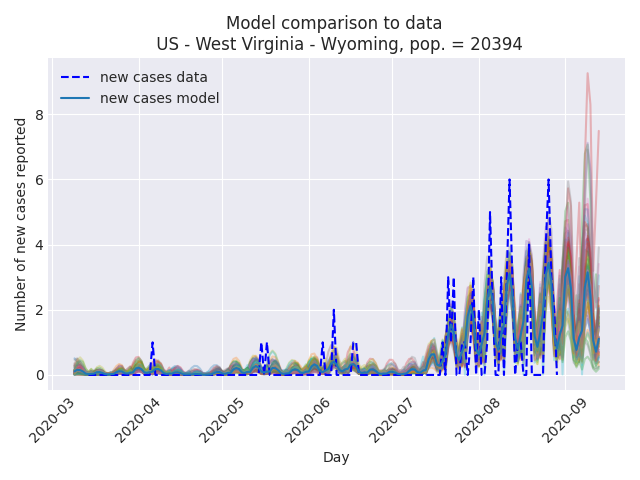 Model comparison to data
US - West Virginia - Wyoming, pop. = 20394
new cases data
new cases model
Number of new cases reported
8
6
4
2
0
2020-03
2020-04
2020-05
2020-06
2020-07
2020-08
2020-09
Day